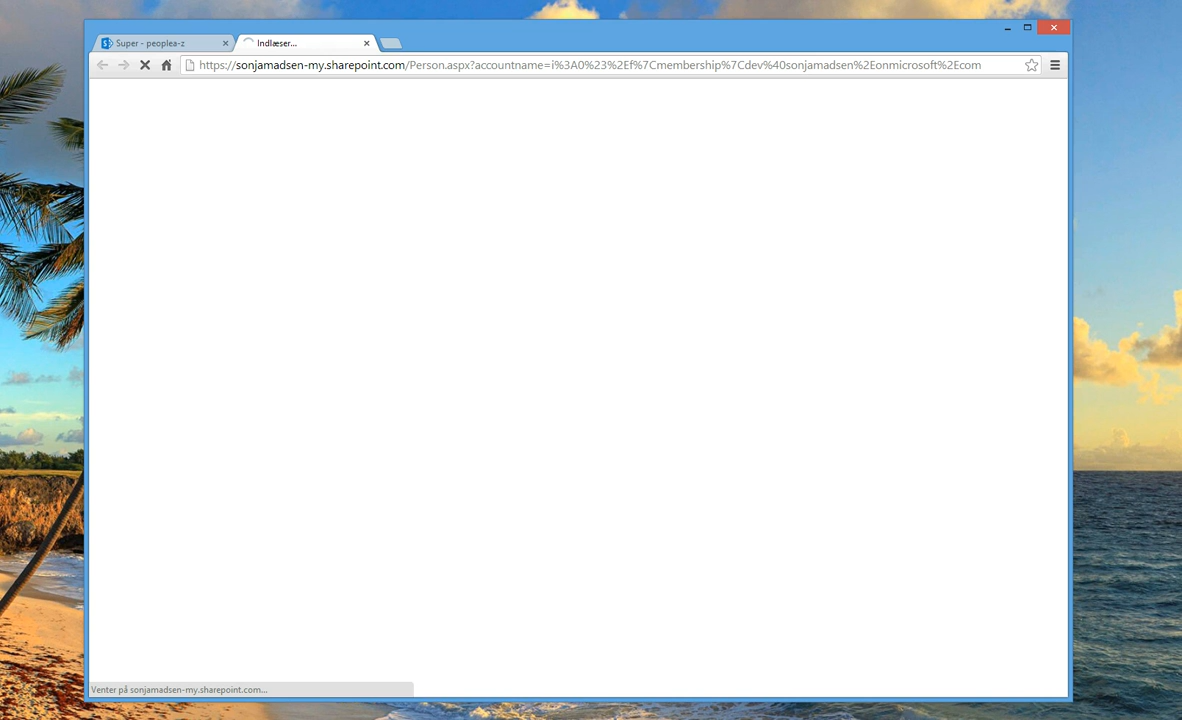 Super - peoplea-z
Indlæser...
https://sonjamadsen-my.sharepoint.com/Person.aspx?accountname=i%3A0%23%2Ef%7Cmembership%7Cdev%40sonjamadsen%2Eonmicrosoft%2Ecom
Venter på sonjamadsen-my.sharepoint.com...